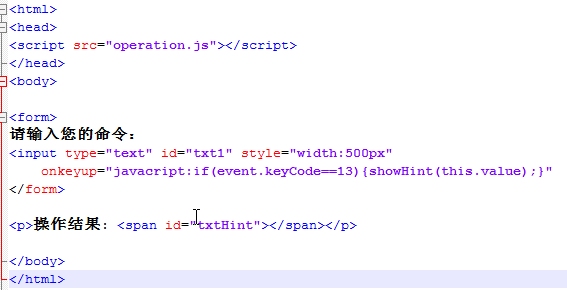 <html>
<head>
<script src="operation.js"></script>
</head>
<body>
<form>
请输入您的命令：
<input type="text" id="txt1" style="width:500px"
onkeyup="javacript:if(event.keyCode==13){showHint(this.value);}"
</form>
<p>操作结果：<span id="txtHint"></span></p>
</body>
</html>